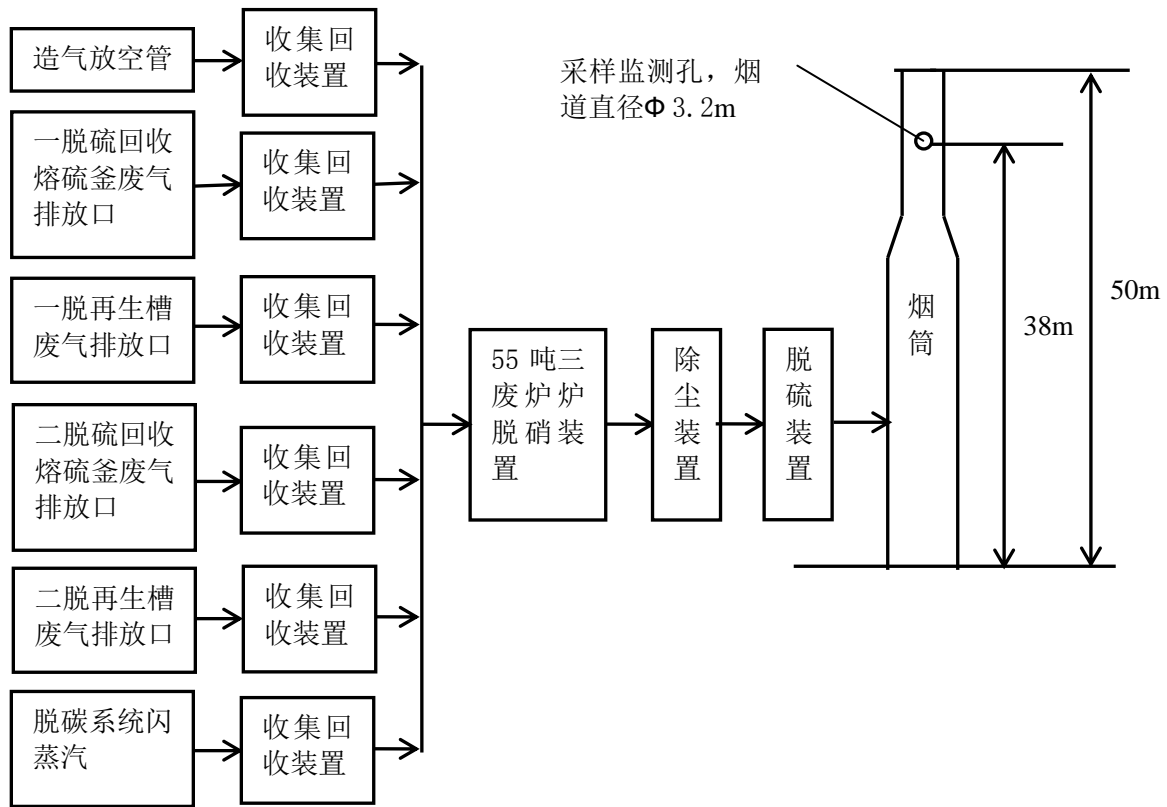 造气放空管
收集回
收装置
一脱硫回收
熔硫釜废气
排放口
收集回
收装置
一脱再生槽
废气排放口
收集回
收装置
二脱硫回收
熔硫釜废气
排放口
收集回
收装置
二脱再生槽
废气排放口
收集回
收装置
脱碳系统闪
蒸汽
收集回
收装置
55 吨三
废炉炉
脱硝装
置
除
尘
装
置
脱
硫
装
置
采样监测孔，烟
道直径Φ 3.2m
烟
筒
38m
50m